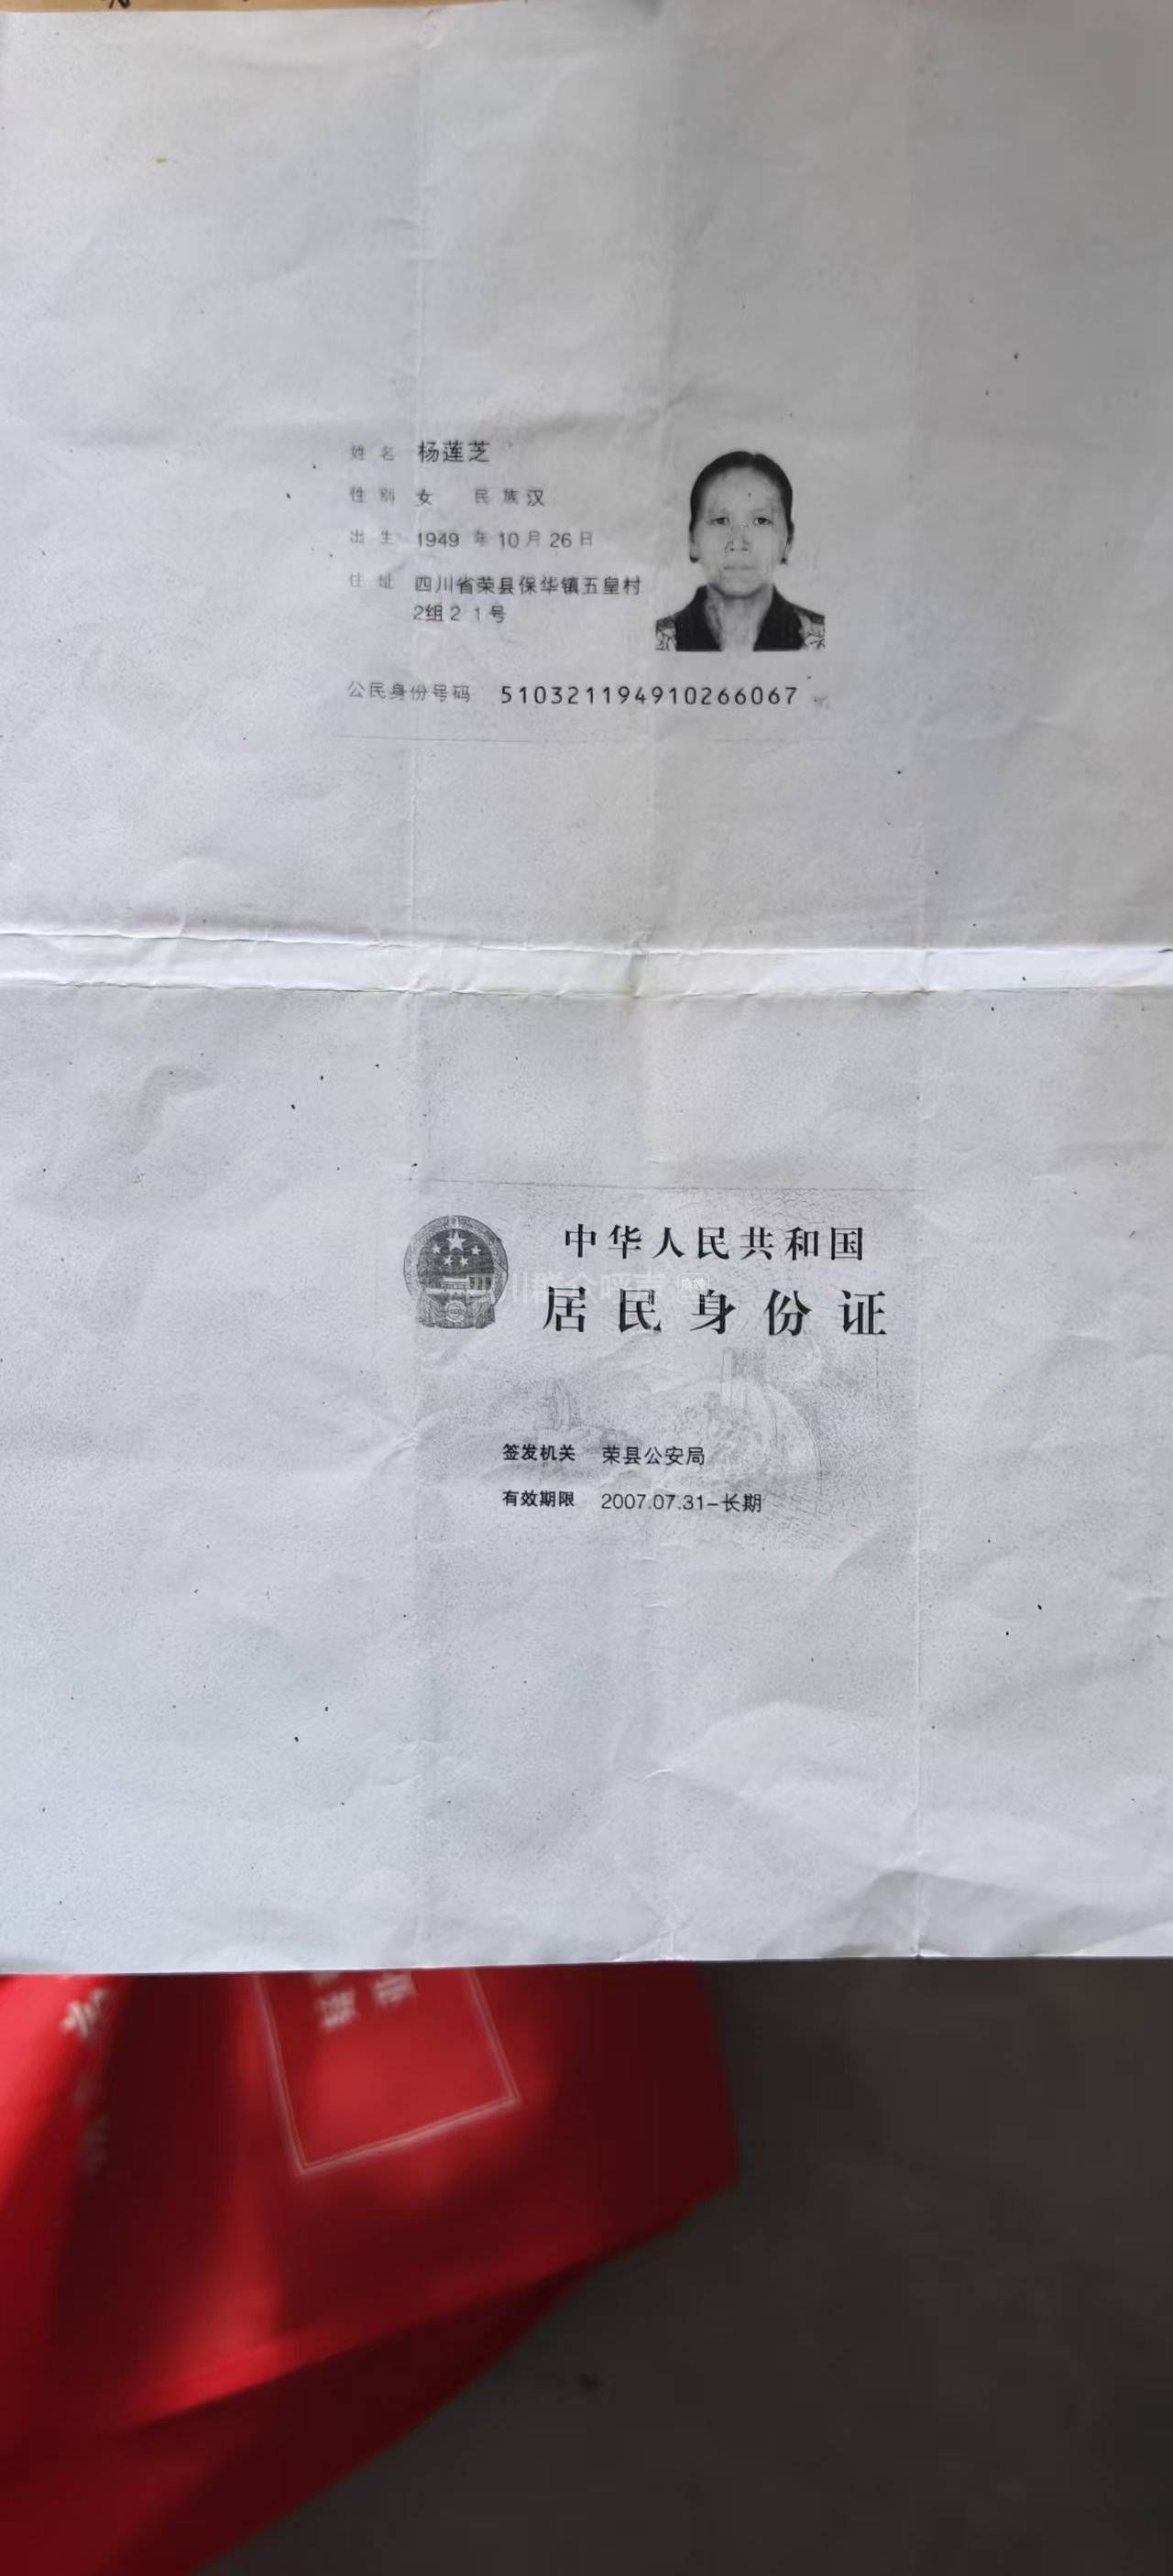 姓名 杨莲芝
性别 女 民族 汉
出生 1949 年 10 月 26 日
住址 四川省荣县保华镇五皇村
2组21号
公民身份号码 510321194910266067
中华人民共和国
居民身份证
签发机关 荣县公安局
有效期限 2007.07.31-长期